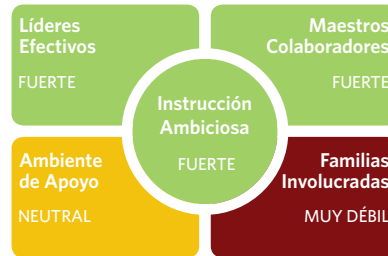 Líderes
Efectivos
FUERTE
Maestros
Colaboradores
FUERTE
Instrucción
Ambiciosa
FUERTE
Ambiente
de Apoyo
NEUTRAL
Familias
Involucradas
MUY DÉBIL